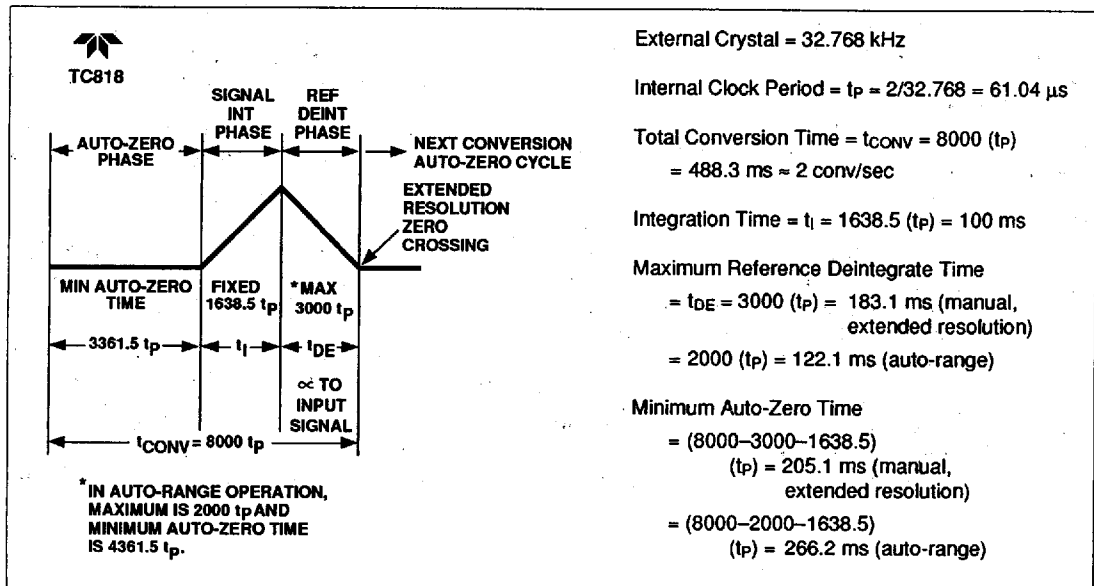 TC818
SIGNAL
INT
PHASE
REF
DEINT
PHASE
AUTO-ZERO
PHASE
NEXT CONVERSION
AUTO-ZERO CYCLE
EXTENDED
RESOLUTION
ZERO
CROSSING
MIN AUTO-ZERO
TIME
FIXED
1638.5 tP
*MAX
3000 tP
3361.5 tP
tI
tDE
∝ TO
INPUT
SIGNAL
tCONV = 8000 tP
*IN AUTO-RANGE OPERATION,
MAXIMUM IS 2000 tP AND
MINIMUM AUTO-ZERO TIME
IS 4361.5 tP.
External Crystal = 32.768 kHz
Internal Clock Period = tP = 2/32.768 = 61.04 µs
Total Conversion Time = tCONV = 8000 (tP)
= 488.3 ms ≈ 2 conv/sec
Integration Time = tI = 1638.5 (tP) = 100 ms
Maximum Reference Deintegrate Time
= tDE = 3000 (tP) = 183.1 ms (manual,
extended resolution)
= 2000 (tP) = 122.1 ms (auto-range)
Minimum Auto-Zero Time
= (8000–3000–1638.5)
(tP) = 205.1 ms (manual,
extended resolution)
= (8000–2000–1638.5)
(tP) = 266.2 ms (auto-range)